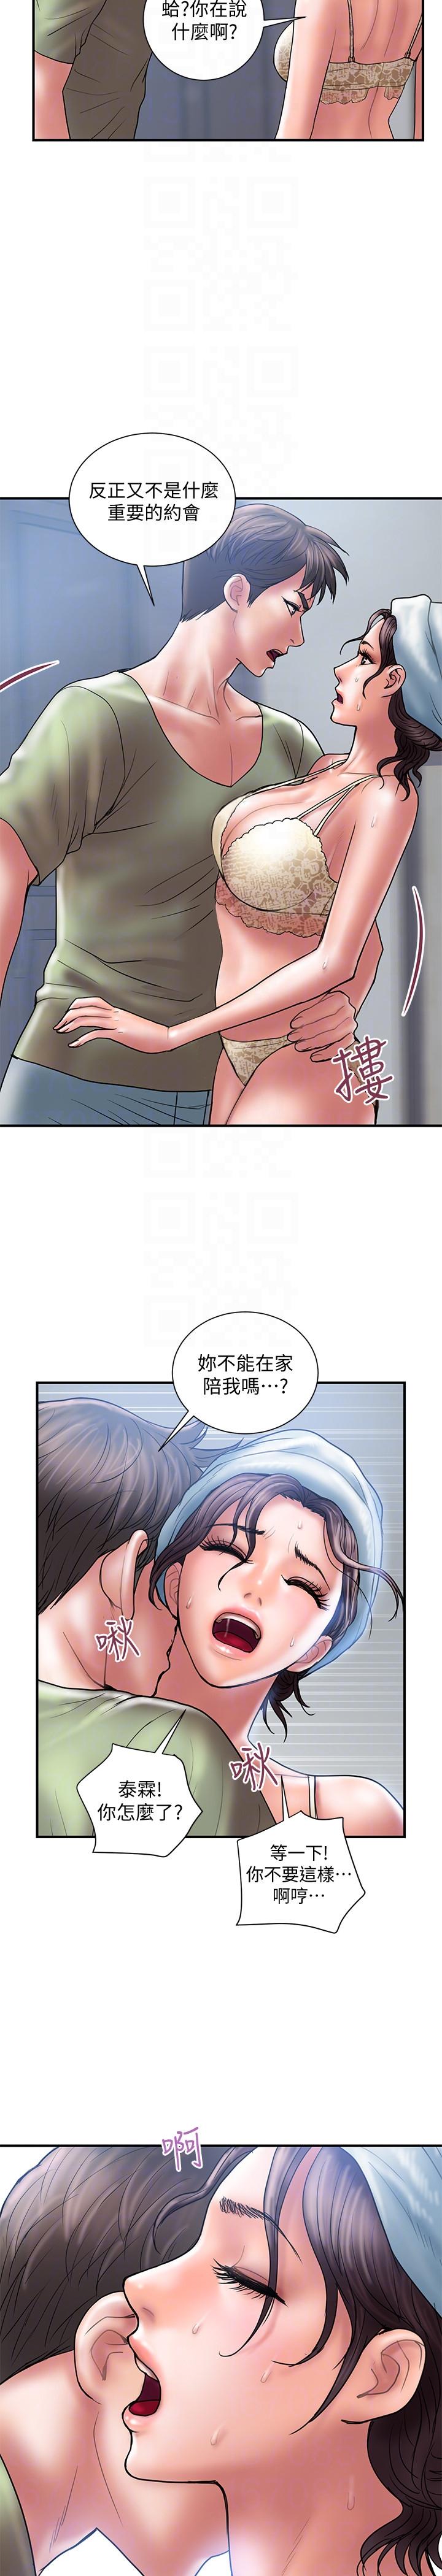 蛤?你在說
什麼啊?
反正又不是什麼
重要的約會
摟
妳不能在家
陪我嗎⋯?
啾
啾
泰霖!
你怎麼了?
等一下!
你不要這樣⋯
啊哼⋯
啊